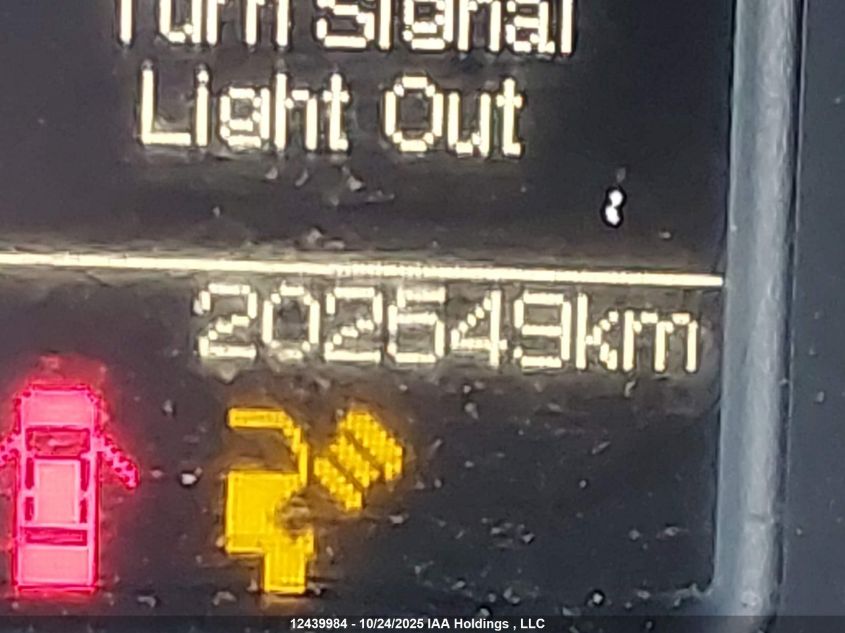 Turn Signal
Light Out
202649km
12439984 - 10/24/2025 IAA Holdings , LLC